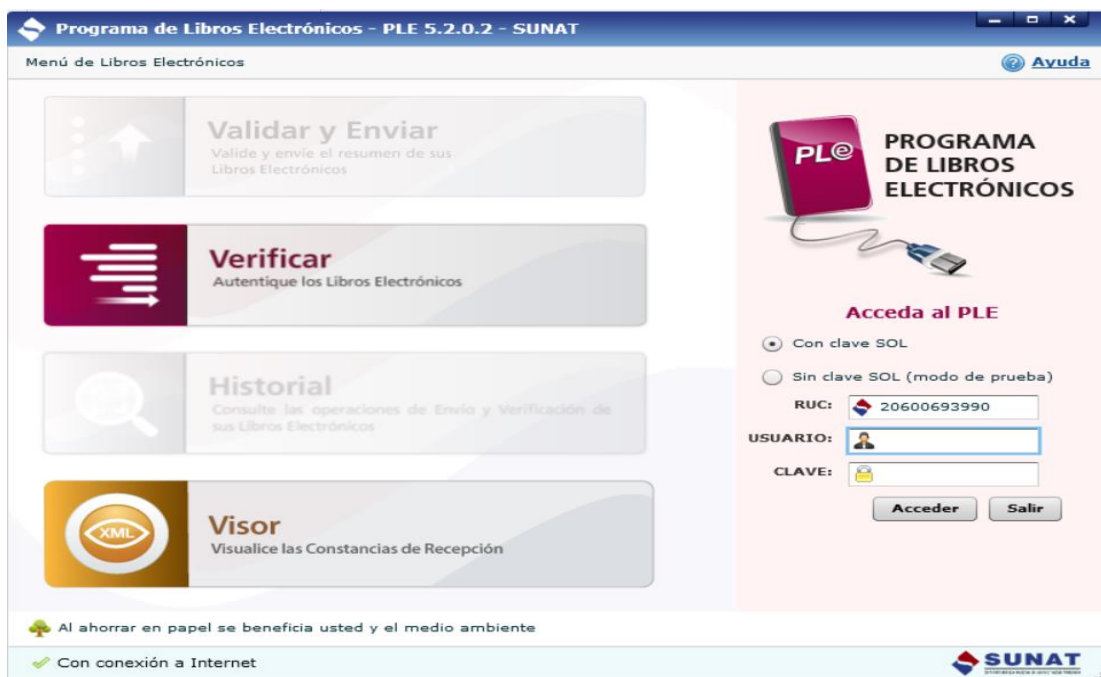 Programa de Libros Electrónicos - PLE 5.2.0.2 - SUNAT
Menú de Libros Electrónicos
Ayuda
Validar y Enviar
Valide y envíe el resumen de sus
Libros Electrónicos
Verificar
Autentique los Libros Electrónicos
Historial
Consulte las operaciones de Envío y Verificación de
sus Libros Electrónicos
XML
Visor
Visualice las Constancias de Recepción
PL@
PROGRAMA
DE LIBROS
ELECTRÓNICOS
Acceda al PLE
Con clave SOL
Sin clave SOL (modo de prueba)
RUC: 20600693990
USUARIO:
CLAVE:
Acceder
Salir
Al ahorrar en papel se beneficia usted y el medio ambiente
Con conexión a Internet
SUNAT